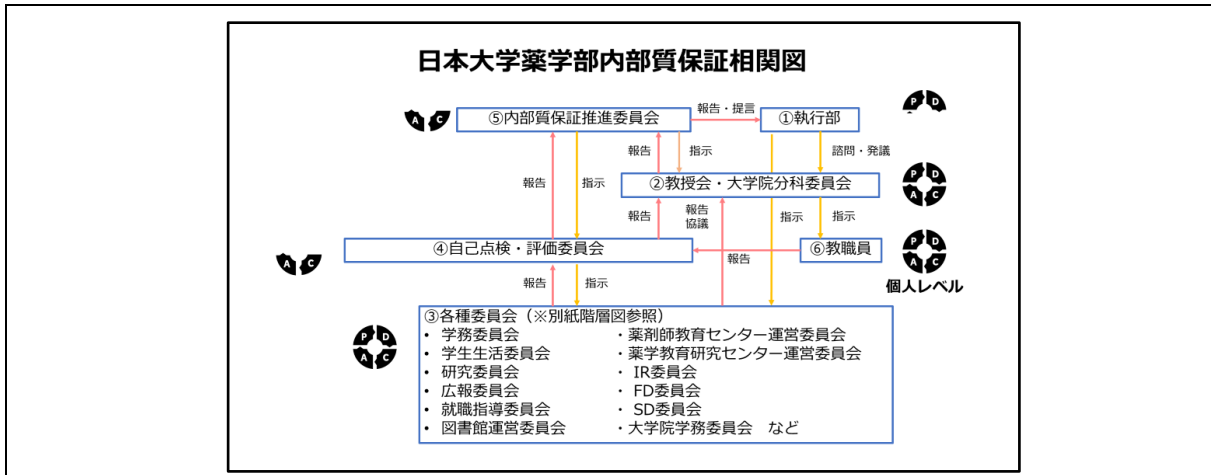 日本大学薬学部内部質保証相関図
A C
⑤内部質保証推進委員会
報告・提言
①執行部
P D
報告
指示
諮問・発議
報告
指示
②教授会・大学院分科委員会
P D
A C
報告
報告
協議
指示
指示
A C
④自己点検・評価委員会
報告
⑥教職員
P D
A C
個人レベル
報告
指示
③各種委員会(※別紙階層図参照)
P D
A C
• 学務委員会 ・薬剤師教育センター運営委員会
• 学生生活委員会 ・薬学教育研究センター運営委員会
• 研究委員会 ・ IR委員会
• 広報委員会 ・ FD委員会
• 就職指導委員会 ・ SD委員会
• 図書館運営委員会 ・大学院学務委員会 など